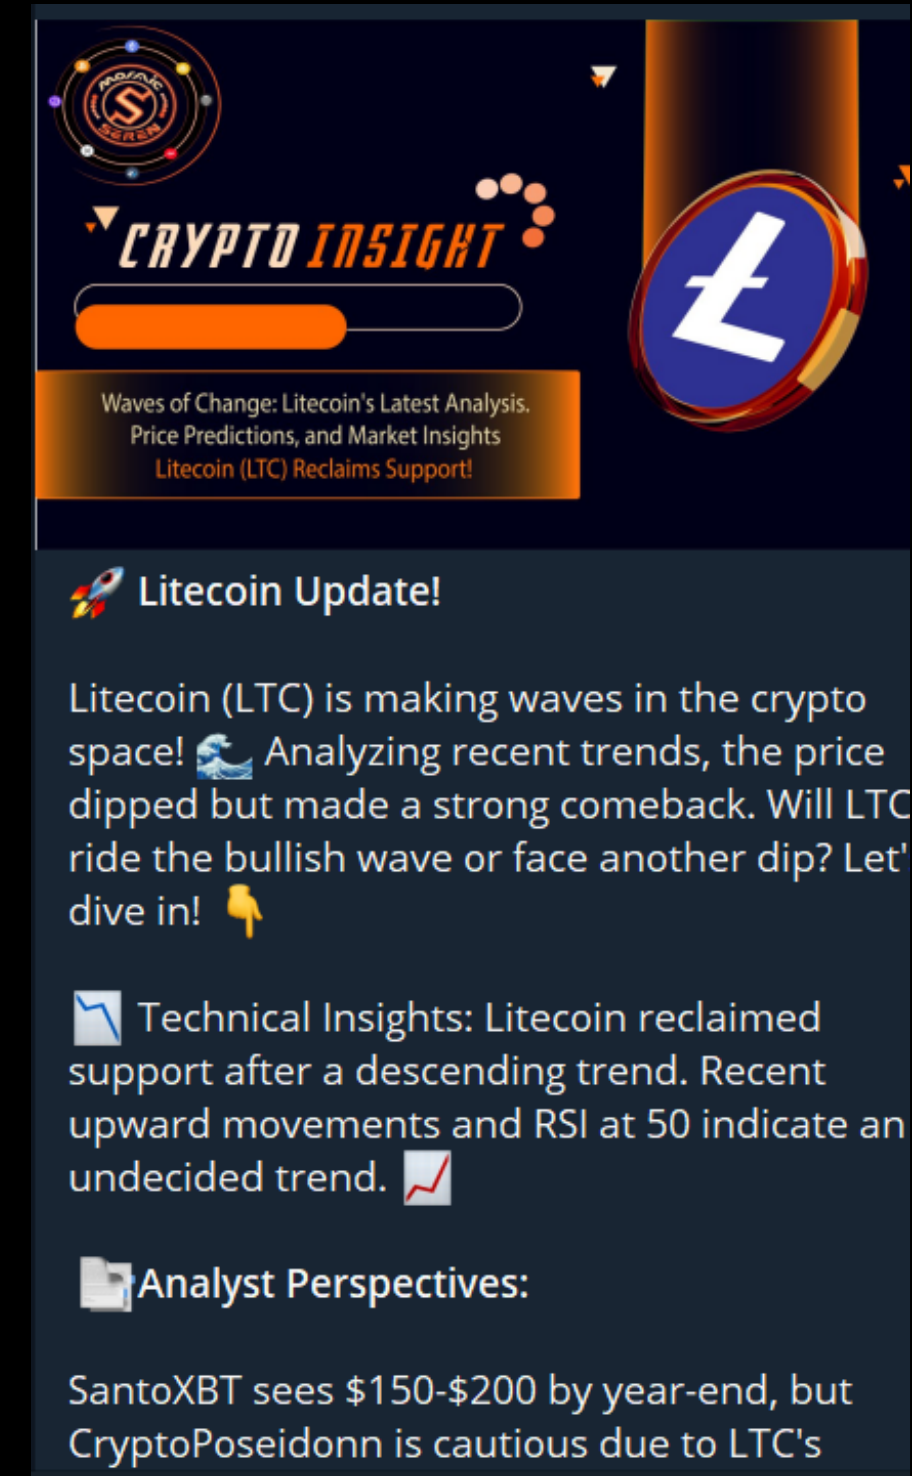 MOSAIC
S
SEREN
CRYPTO INSIGHT
Waves of Change: Litecoin's Latest Analysis.
Price Predictions, and Market Insights
Litecoin (LTC) Reclaims Support!
🚀 Litecoin Update!
Litecoin (LTC) is making waves in the crypto
space! 🌊 Analyzing recent trends, the price
dipped but made a strong comeback. Will LTC
ride the bullish wave or face another dip? Let'
dive in! 👇
📉 Technical Insights: Litecoin reclaimed
support after a descending trend. Recent
upward movements and RSI at 50 indicate an
undecided trend. 📈
📑Analyst Perspectives:
SantoXBT sees $150-$200 by year-end, but
CryptoPoseidonn is cautious due to LTC's